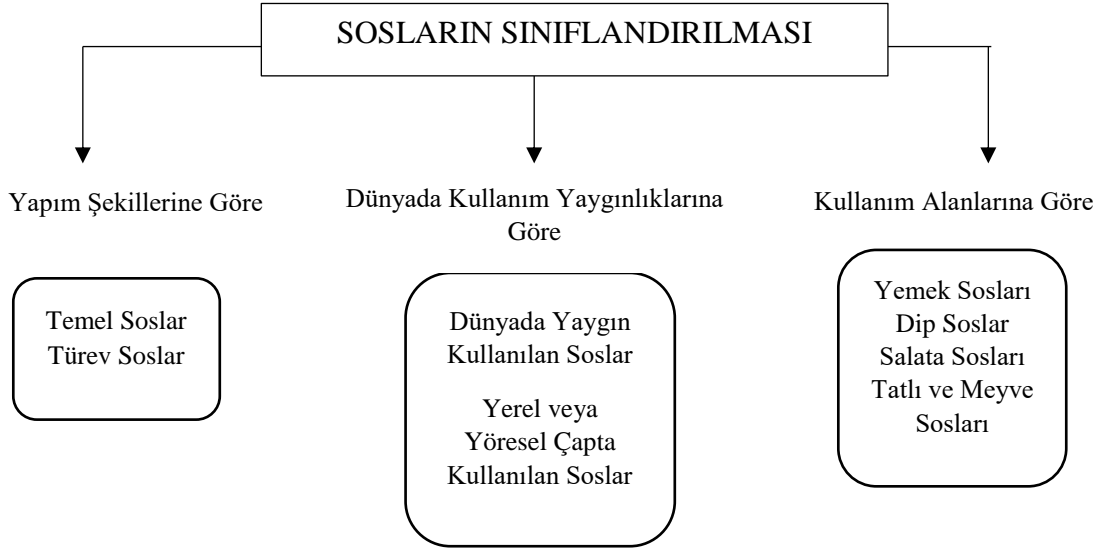 SOSLARIN SINIFLANDIRILMASI
Yapım Şekillerine Göre
Temel Soslar
Türev Soslar
Dünyada Kullanım Yaygınlıklarına
Göre
Dünyada Yaygın
Kullanılan Soslar
Yerel veya
Yöresel Çapta
Kullanılan Soslar
Kullanım Alanlarına Göre
Yemek Sosları
Dip Soslar
Salata Sosları
Tatlı ve Meyve
Sosları